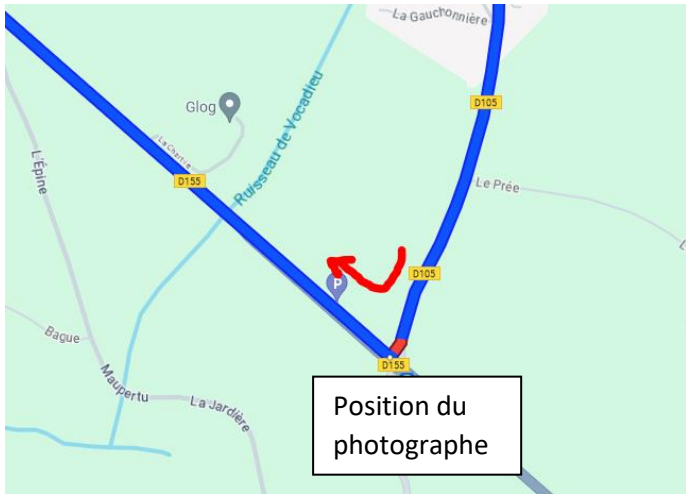 La Gauchonnière
D105
Glog
Ruisseau de Vocadieu
La Chartrie
L'Épine
D155
Le Prée
D105
P
Bague
D155
Maupertu
La Jardière
Position du
photographe